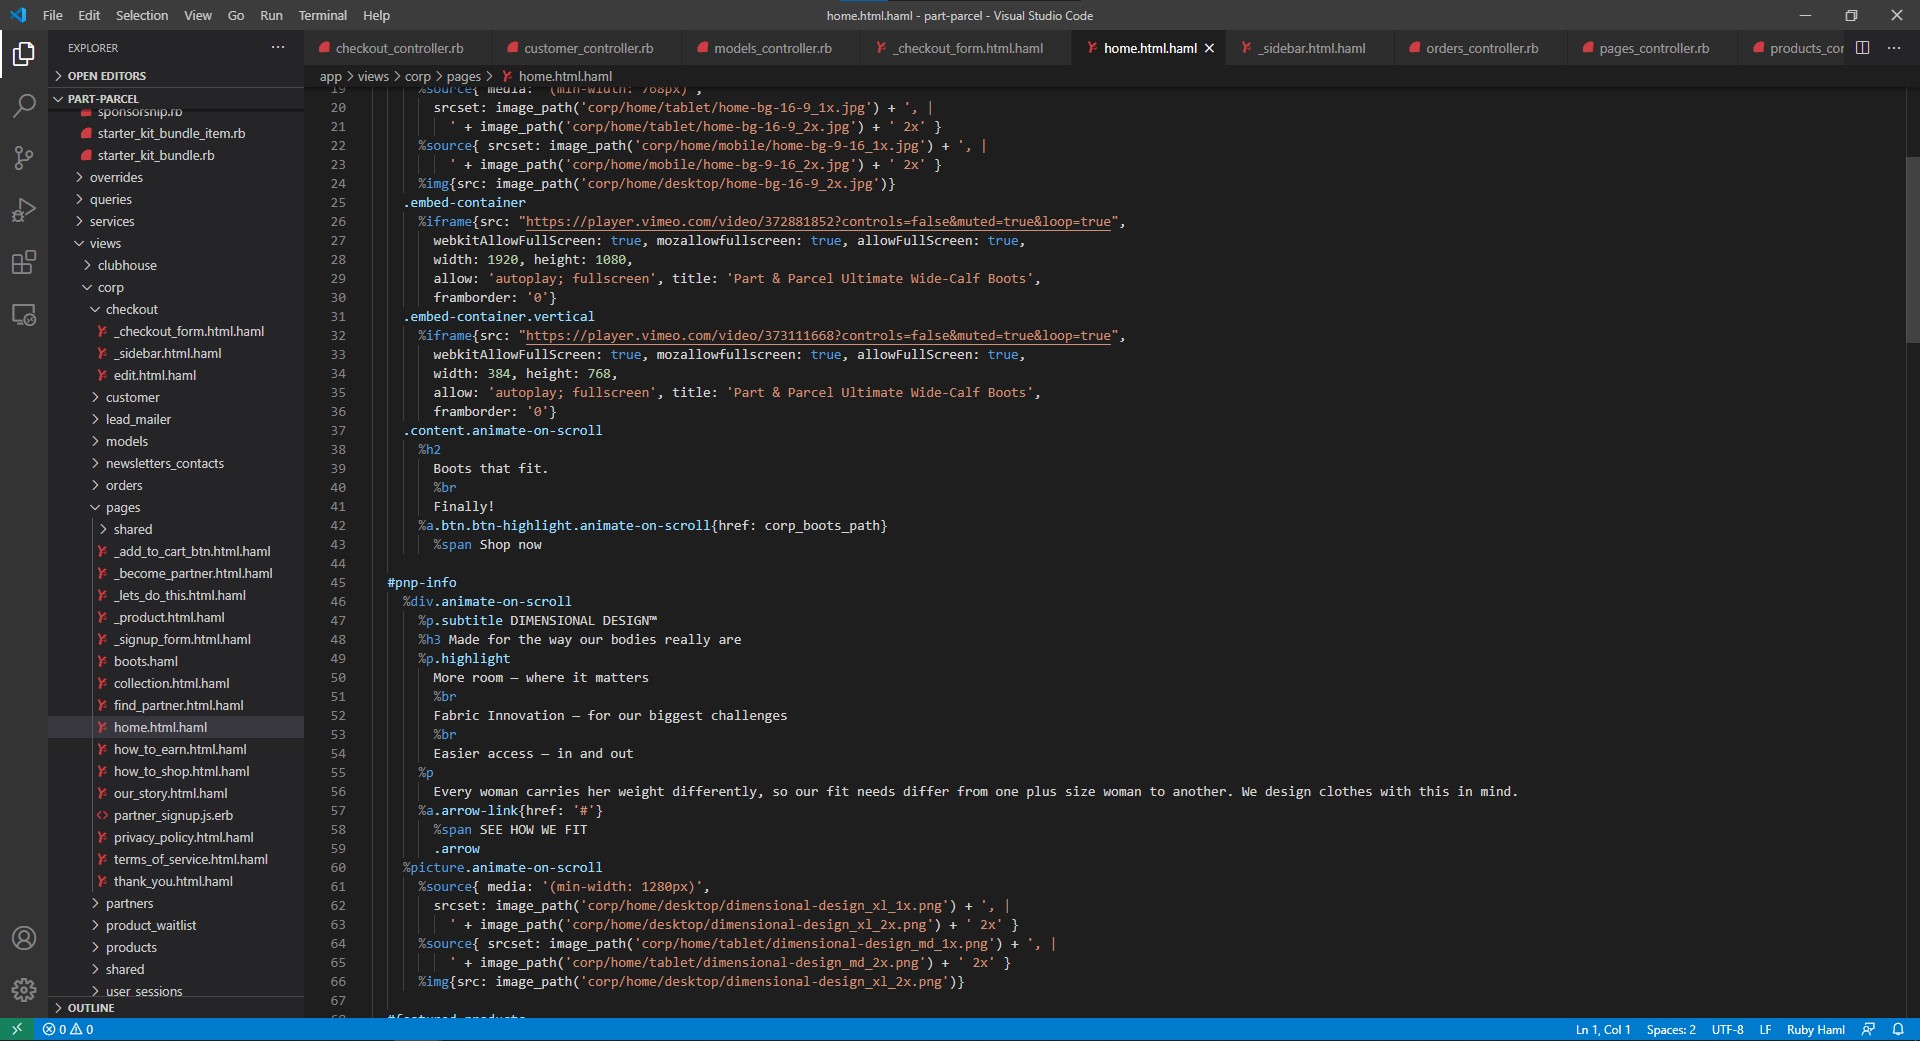 File Edit Selection View Go Run Terminal Help
home.html.haml - part-parcel - Visual Studio Code
EXPLORER
OPEN EDITORS
PART-PARCEL
sponsorship.rb
starter_kit_bundle_item.rb
starter_kit_bundle.rb
overrides
queries
services
views
clubhouse
corp
checkout
_checkout_form.html.haml
_sidebar.html.haml
edit.html.haml
customer
lead_mailer
models
newsletters_contacts
orders
pages
shared
_add_to_cart_btn.html.haml
_become_partner.html.haml
_lets_do_this.html.haml
_product.html.haml
_signup_form.html.haml
boots.haml
collection.html.haml
find_partner.html.haml
home.html.haml
how_to_earn.html.haml
how_to_shop.html.haml
our_story.html.haml
partner_signup.js.erb
privacy_policy.html.haml
terms_of_service.html.haml
thank_you.html.haml
partners
product_waitlist
products
shared
user_sessions
OUTLINE
checkout_controller.rb customer_controller.rb models_controller.rb _checkout_form.html.haml home.html.haml _sidebar.html.haml orders_controller.rb pages_controller.rb products_cor
app > views > corp > pages > home.html.haml
19 %source{ media: '(min-width: 768px)',
20 srcset: image_path('corp/home/tablet/home-bg-16-9_1x.jpg') + ', |
21 ' + image_path('corp/home/tablet/home-bg-16-9_2x.jpg') + ' 2x' }
22 %source{ srcset: image_path('corp/home/mobile/home-bg-9-16_1x.jpg') + ', |
23 ' + image_path('corp/home/mobile/home-bg-9-16_2x.jpg') + ' 2x' }
24 %img{src: image_path('corp/home/desktop/home-bg-16-9_2x.jpg')}
25 .embed-container
26 %iframe{src: "https://player.vimeo.com/video/372881852?controls=false&muted=true&loop=true",
27 webkitAllowFullScreen: true, mozallowfullscreen: true, allowFullScreen: true,
28 width: 1920, height: 1080,
29 allow: 'autoplay; fullscreen', title: 'Part & Parcel Ultimate Wide-Calf Boots',
30 framborder: '0'}
31 .embed-container.vertical
32 %iframe{src: "https://player.vimeo.com/video/373111668?controls=false&muted=true&loop=true",
33 webkitAllowFullScreen: true, mozallowfullscreen: true, allowFullScreen: true,
34 width: 384, height: 768,
35 allow: 'autoplay; fullscreen', title: 'Part & Parcel Ultimate Wide-Calf Boots',
36 framborder: '0'}
37 .content.animate-on-scroll
38 %h2
39 Boots that fit.
40 %br
41 Finally!
42 %a.btn.btn-highlight.animate-on-scroll{href: corp_boots_path}
43 %span Shop now
44
45 #pnp-info
46 %div.animate-on-scroll
47 %p.subtitle DIMENSIONAL DESIGN™
48 %h3 Made for the way our bodies really are
49 %p.highlight
50 More room – where it matters
51 %br
52 Fabric Innovation – for our biggest challenges
53 %br
54 Easier access – in and out
55 %p
56 Every woman carries her weight differently, so our fit needs differ from one plus size woman to another. We design clothes with this in mind.
57 %a.arrow-link{href: '#'}
58 %span SEE HOW WE FIT
59 .arrow
60 %picture.animate-on-scroll
61 %source{ media: '(min-width: 1280px)',
62 srcset: image_path('corp/home/desktop/dimensional-design_xl_1x.png') + ', |
63 ' + image_path('corp/home/desktop/dimensional-design_xl_2x.png') + ' 2x' }
64 %source{ srcset: image_path('corp/home/tablet/dimensional-design_md_1x.png') + ', |
65 ' + image_path('corp/home/tablet/dimensional-design_md_2x.png') + ' 2x' }
66 %img{src: image_path('corp/home/desktop/dimensional-design_xl_2x.png')}
67
68 #featured-products
0 0 Ln 1, Col 1 Spaces: 2 UTF-8 LF Ruby Haml